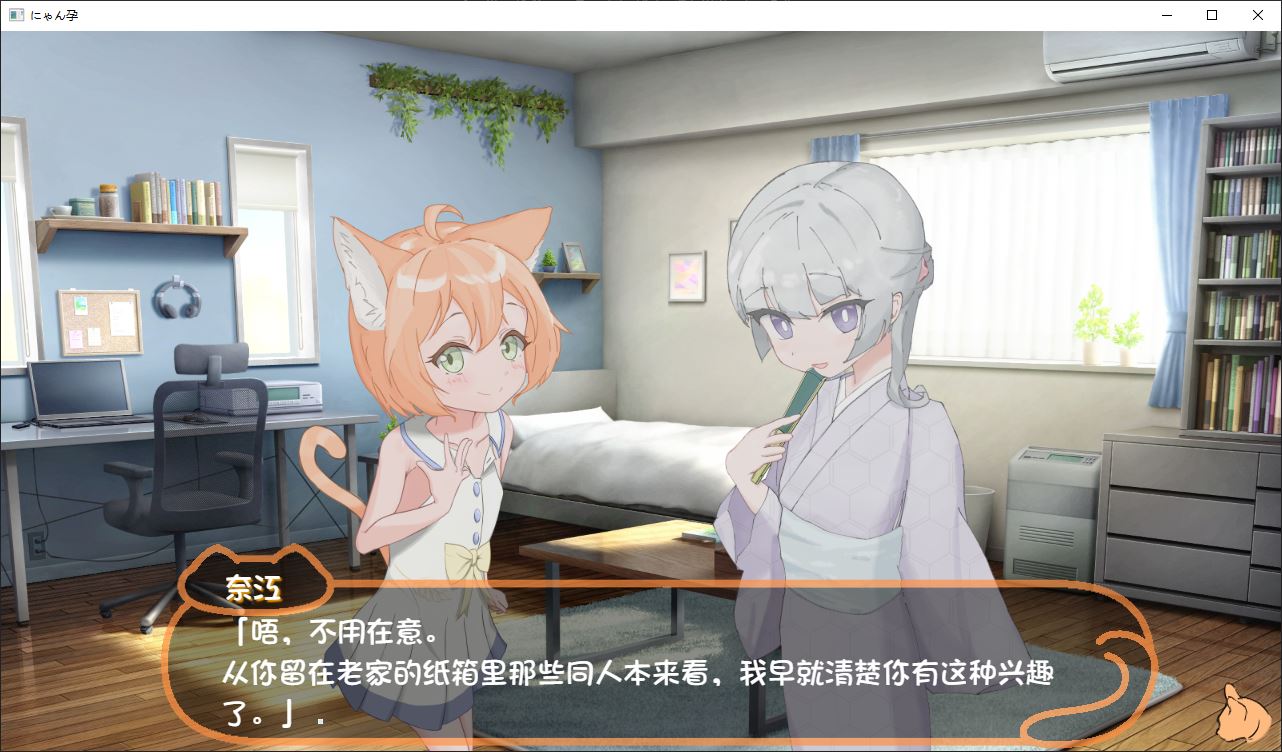 にゃん孕
奈江
「唔，不用在意。
从你留在老家的纸箱里那些同人本来看，我早就清楚你有这种兴趣
了。」.